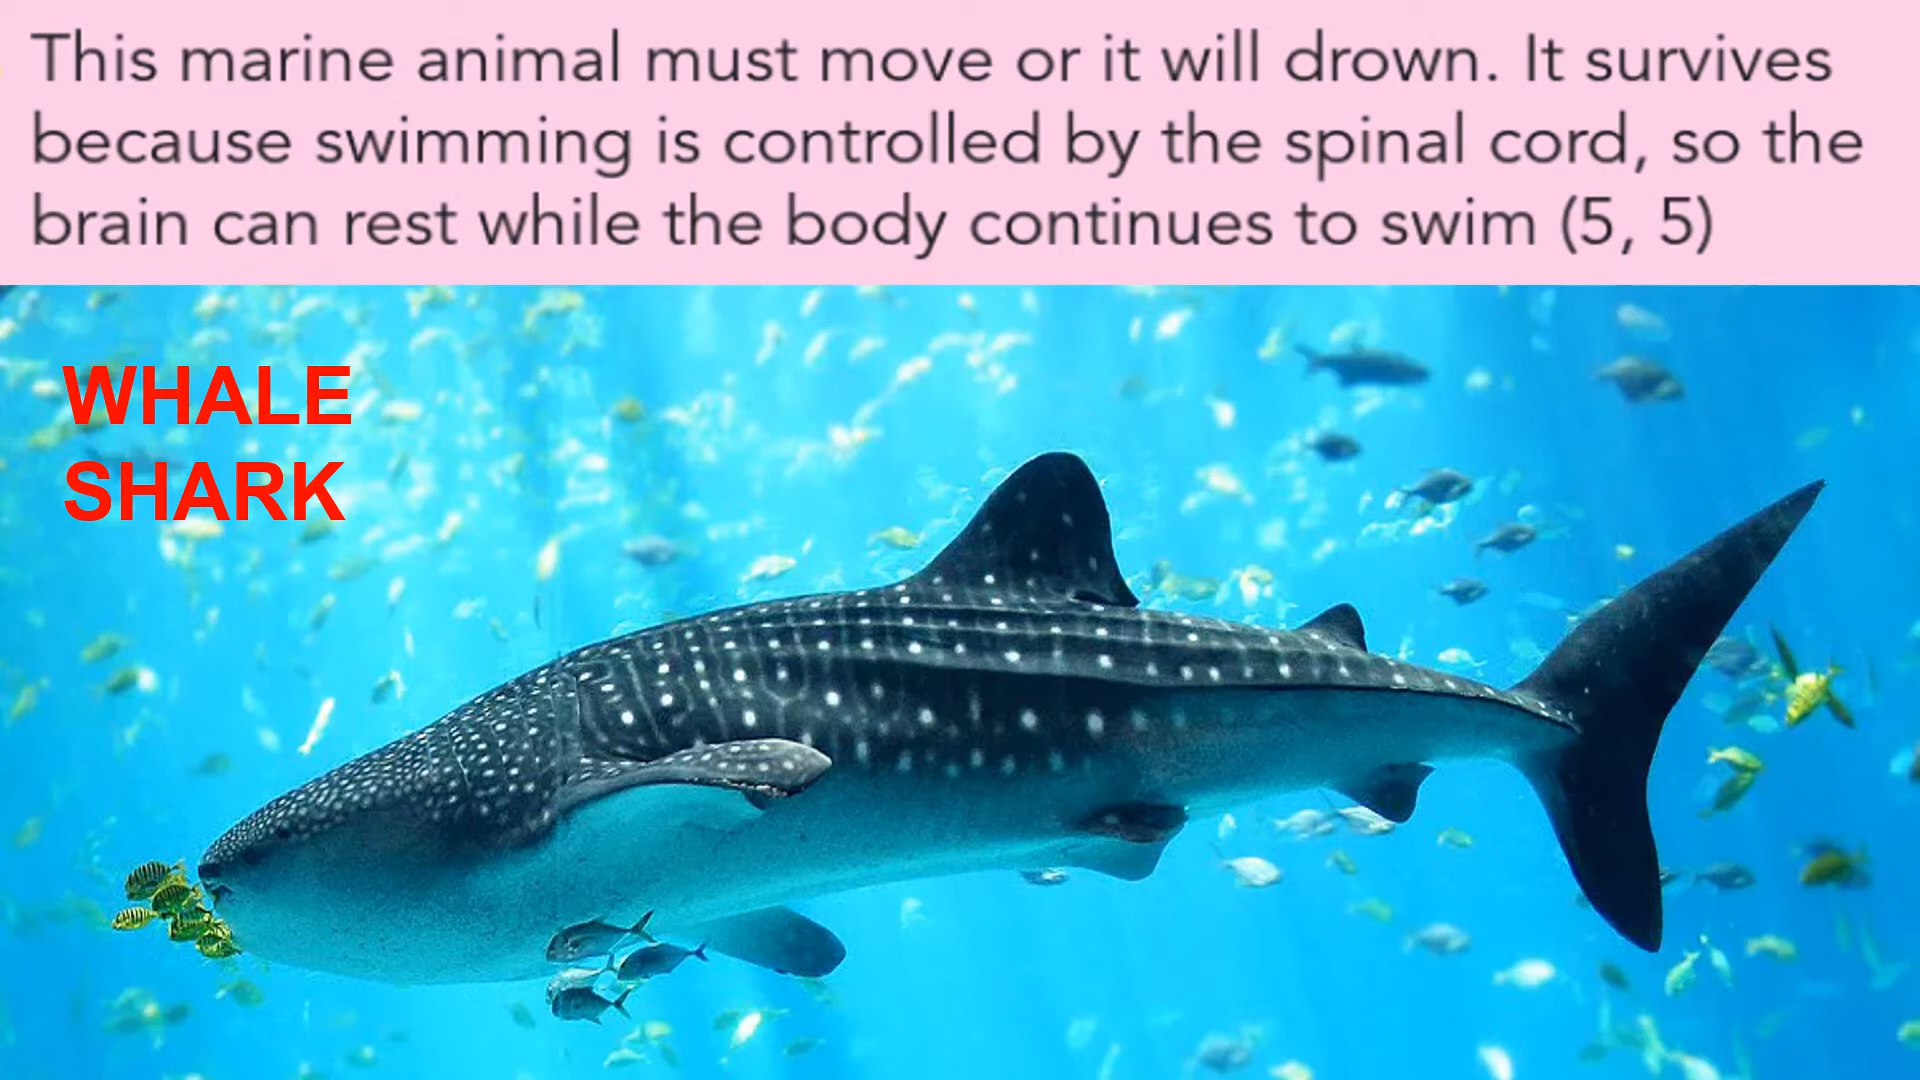 This marine animal must move or it will drown. It survives
because swimming is controlled by the spinal cord, so the
brain can rest while the body continues to swim (5, 5)
WHALE
SHARK